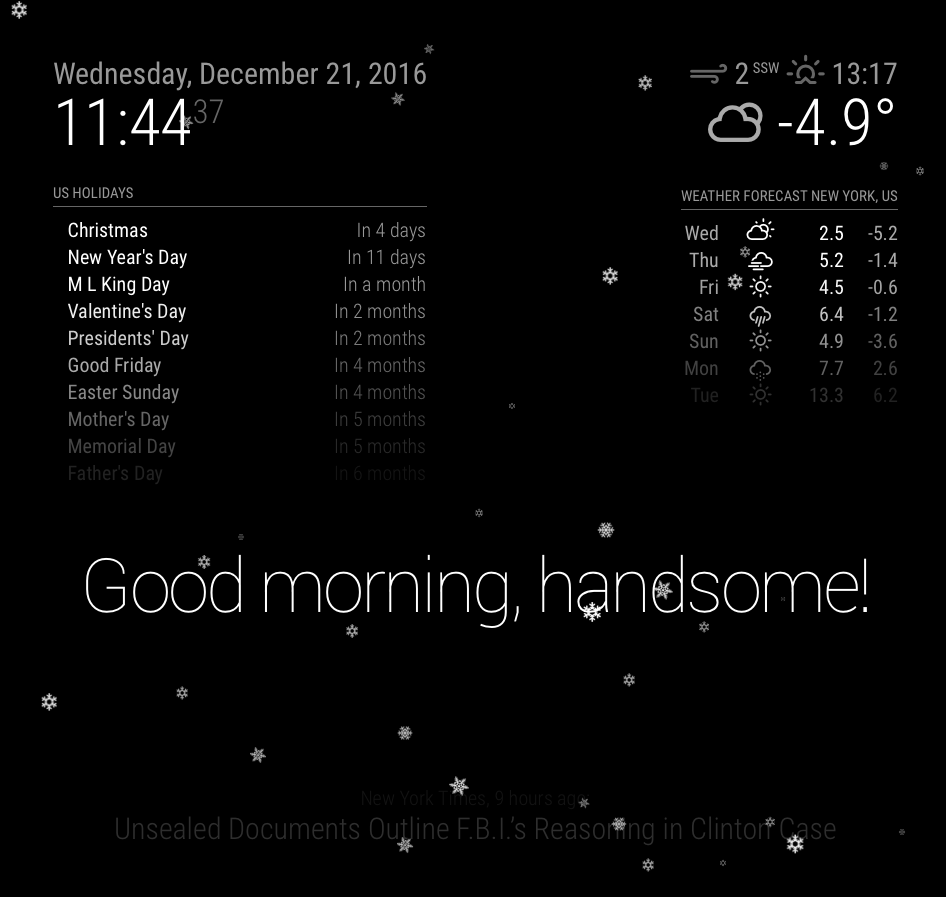 Wednesday, December 21, 2016
11:44 37
2 SSW 13:17
-4.9°
US HOLIDAYS
Christmas In 4 days
New Year's Day In 11 days
M L King Day In a month
Valentine's Day In 2 months
Presidents' Day In 2 months
Good Friday In 4 months
Easter Sunday In 4 months
Mother's Day In 5 months
Memorial Day In 5 months
Father's Day In 6 months
WEATHER FORECAST NEW YORK, US
Wed 2.5 -5.2
Thu 5.2 -1.4
Fri 4.5 -0.6
Sat 6.4 -1.2
Sun 4.9 -3.6
Mon 7.7 2.6
Tue 13.3 6.2
Good morning, handsome!
New York Times, 9 hours ago:
Unsealed Documents Outline F.B.I.'s Reasoning in Clinton Case